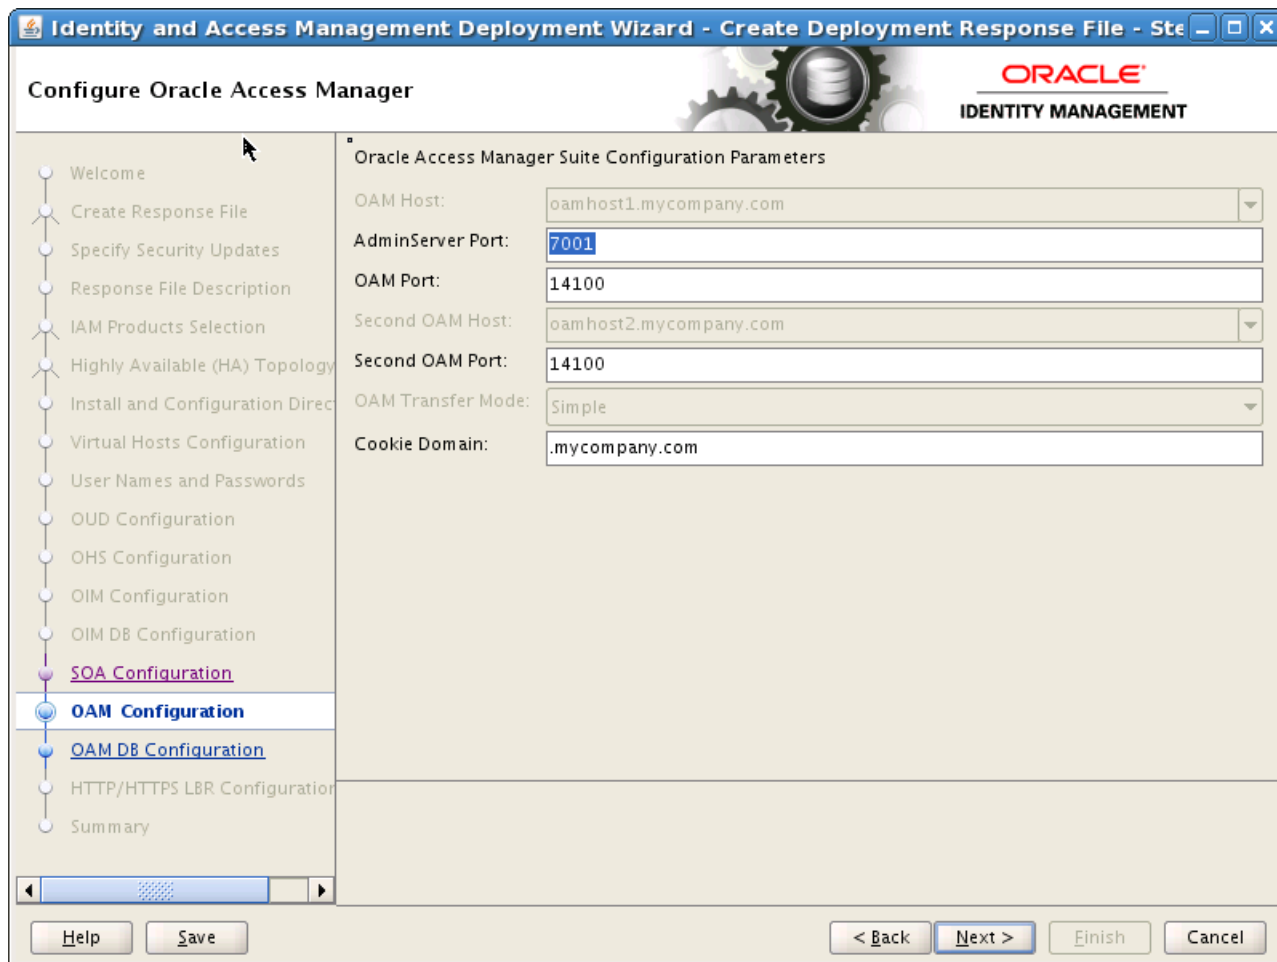 Identity and Access Management Deployment Wizard - Create Deployment Response File - Ste
Configure Oracle Access Manager
ORACLE
IDENTITY MANAGEMENT
Welcome
Create Response File
Specify Security Updates
Response File Description
IAM Products Selection
Highly Available (HA) Topology
Install and Configuration Direc
Virtual Hosts Configuration
User Names and Passwords
OUD Configuration
OHS Configuration
OIM Configuration
OIM DB Configuration
SOA Configuration
OAM Configuration
OAM DB Configuration
HTTP/HTTPS LBR Configuration
Summary
Oracle Access Manager Suite Configuration Parameters
OAM Host: oamhost1.mycompany.com
AdminServer Port: 7001
OAM Port: 14100
Second OAM Host: oamhost2.mycompany.com
Second OAM Port: 14100
OAM Transfer Mode: Simple
Cookie Domain: .mycompany.com
Help Save < Back Next > Finish Cancel